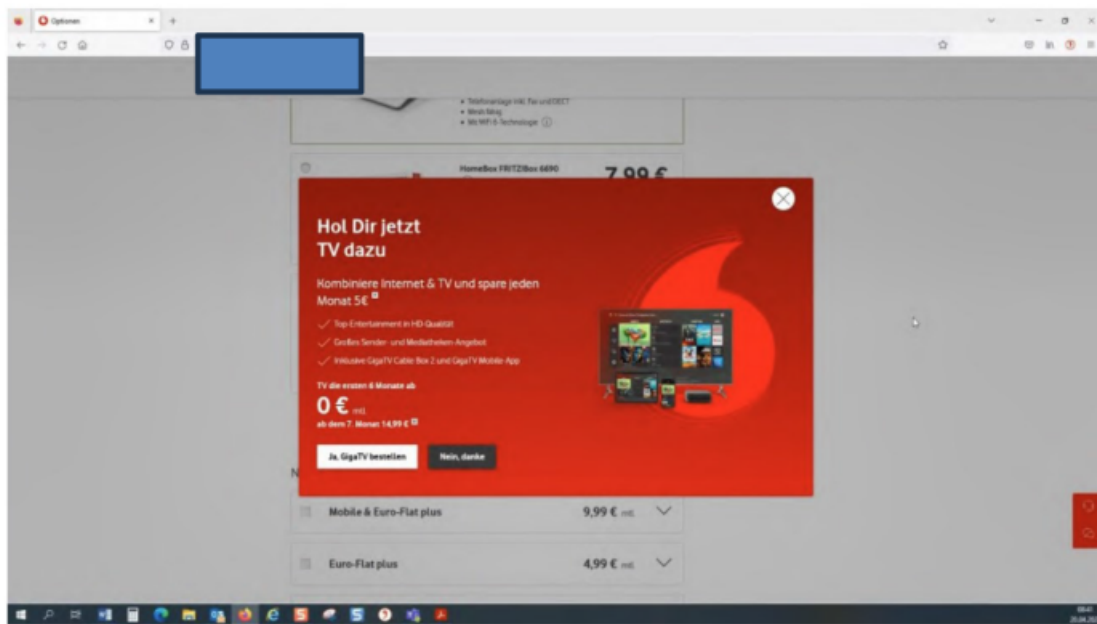 Optionen
Telefonanlage inkl. Fax und DECT
Mesh-fähig
Mit WiFi 6-Technologie
HomeBox FRITZ!Box 6690
7,99 €
Hol Dir jetzt
TV dazu
Kombiniere Internet & TV und spare jeden
Monat 5€
Top-Entertainment in HD-Qualität
Großes Sender- und Mediatheken-Angebot
Inklusive GigaTV Cable Box 2 und GigaTV Mobile-App
TV die ersten 6 Monate ab
0 € mtl.
ab dem 7. Monat 14,99 €
Ja, GigaTV bestellen
Nein, danke
N
Mobile & Euro-Flat plus
9,99 € mtl.
Euro-Flat plus
4,99 € mtl.